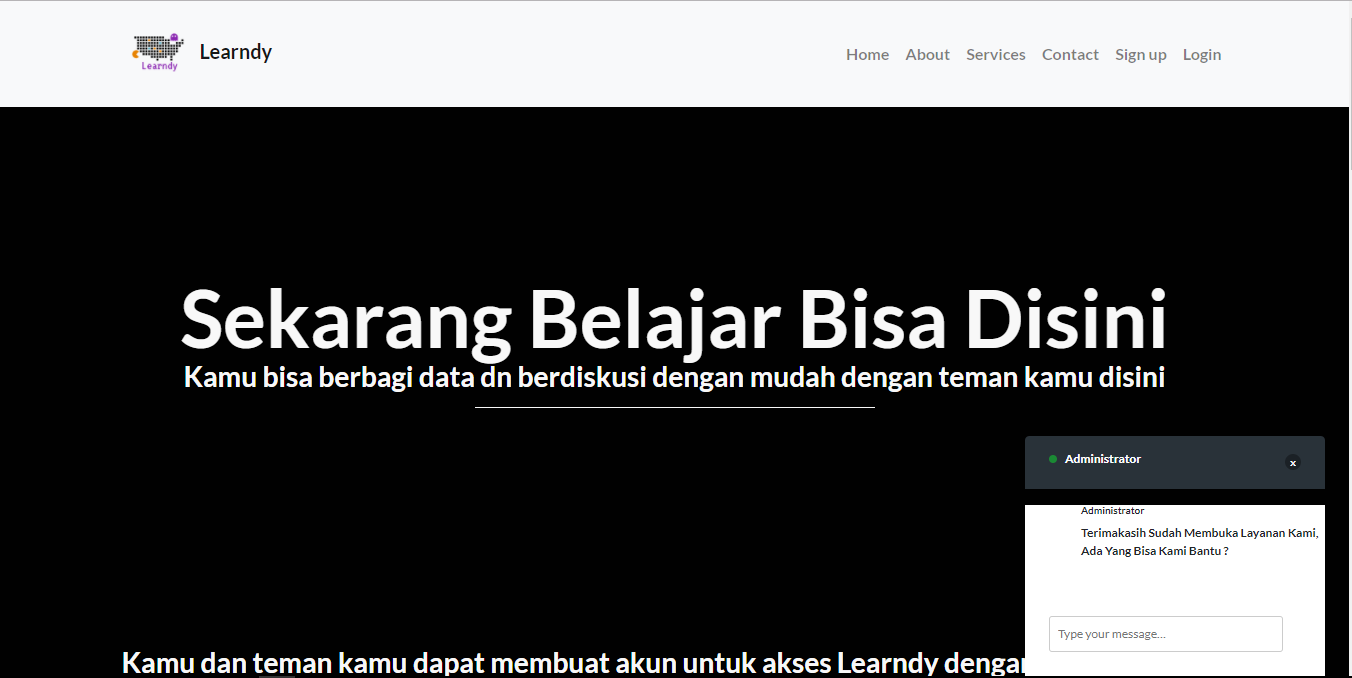 Learndy
Learndy
Home About Services Contact Sign up Login
Sekarang Belajar Bisa Disini
Kamu bisa berbagi data dn berdiskusi dengan mudah dengan teman kamu disini
Administrator
x
Administrator
Terimakasih Sudah Membuka Layanan Kami,
Ada Yang Bisa Kami Bantu ?
Type your message...
Kamu dan teman kamu dapat membuat akun untuk akses Learndy